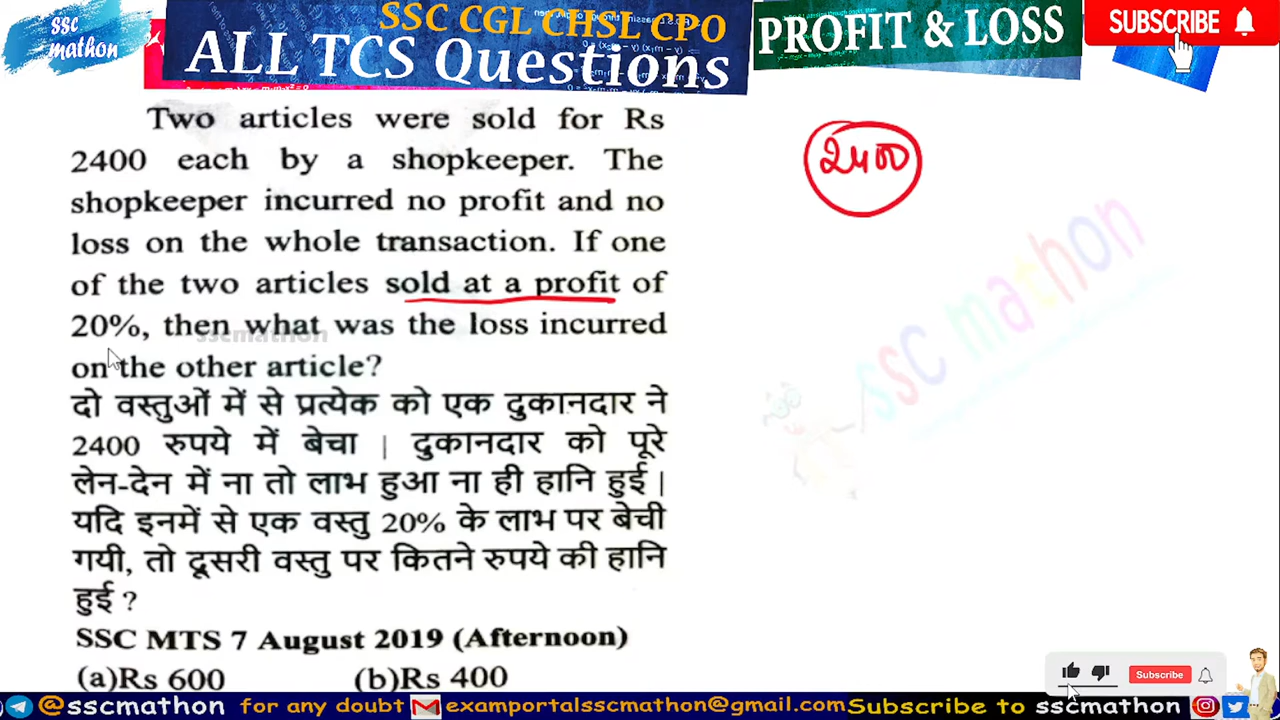 SSC mathon
SSC CGL CHSL CPO
ALL TCS Questions
PROFIT & LOSS
SUBSCRIBE
2400
Two articles were sold for Rs
2400 each by a shopkeeper. The
shopkeeper incurred no profit and no
loss on the whole transaction. If one
of the two articles sold at a profit of
20%, then what was the loss incurred
on the other article?
दो वस्तुओं में से प्रत्येक को एक दुकानदार ने
2400 रुपये में बेचा | दुकानदार को पूरे
लेन-देन में ना तो लाभ हुआ ना ही हानि हुई |
यदि इनमें से एक वस्तु 20% के लाभ पर बेची
गयी, तो दूसरी वस्तु पर कितने रुपये की हानि
हुई ?
SSC MTS 7 August 2019 (Afternoon)
(a)Rs 600 (b)Rs 400
ssc mathon
sscmathon
Subscribe
@sscmathon for any doubt examportalsscmathon@gmail.com Subscribe to sscmathon